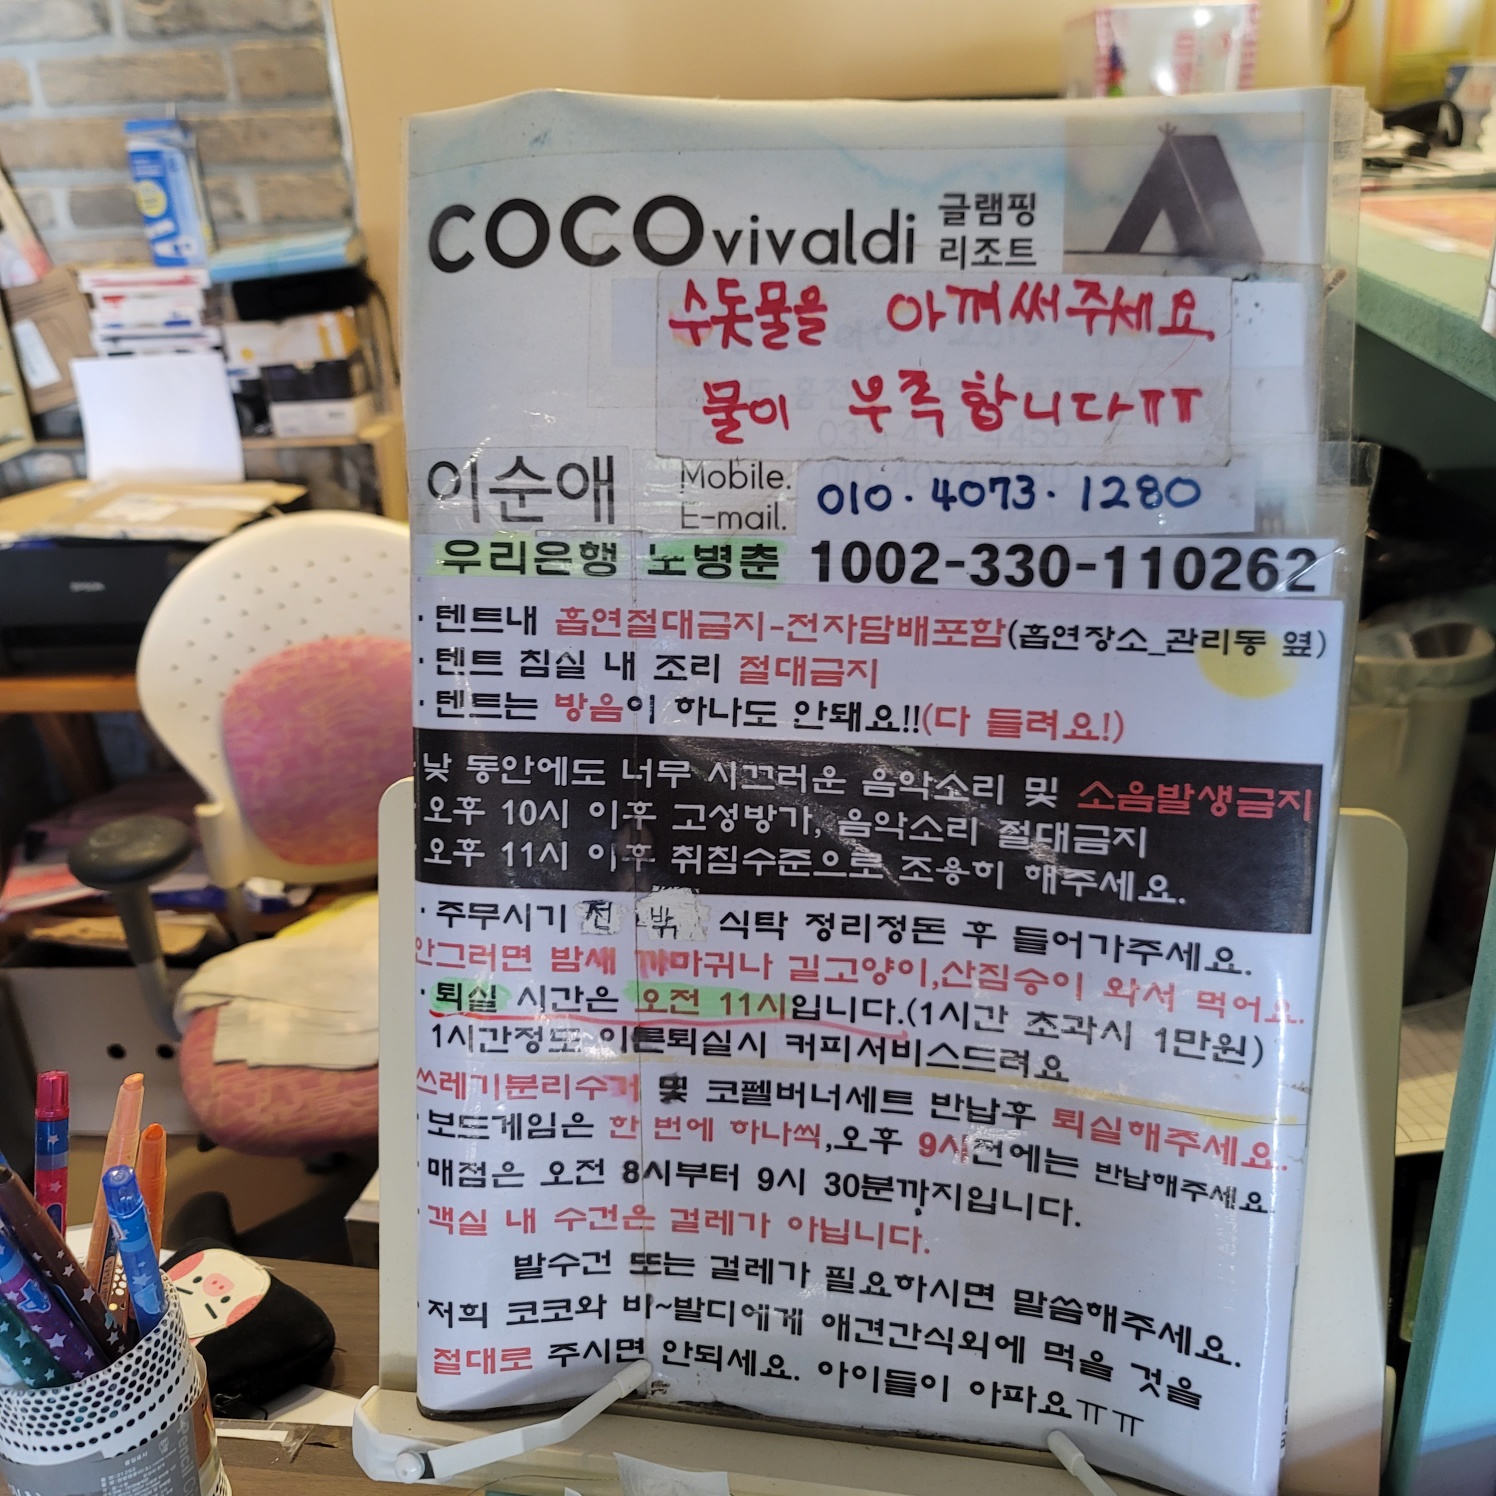 COCOvivaldi 글램핑
리조트
수돗물을 아껴써주세요.
물이 부족합니다ㅠㅠ
이순애 Mobile. 010·4073·1280
E-mail.
우리은행 노병춘 1002-330-110262
·텐트내 흡연절대금지-전자담배포함(흡연장소_관리동 옆)
·텐트 침실 내 조리 절대금지
·텐트는 방음이 하나도 안돼요!!(다 들려요!)
·낮 동안에도 너무 시끄러운 음악소리 및 소음발생금지
·오후 10시 이후 고성방가, 음악소리 절대금지
·오후 11시 이후 취침수준으로 조용히 해주세요.
·주무시기 전 밖 식탁 정리정돈 후 들어가주세요.
안그러면 밤새 까마귀나 길고양이,산짐승이 와서 먹어요.
·퇴실 시간은 오전 11시입니다.(1시간 초과시 1만원)
1시간정도 이른퇴실시 커피서비스드려요
쓰레기분리수거 및 코펠버너세트 반납후 퇴실해주세요.
·보드게임은 한 번에 하나씩,오후 9시전에는 반납해주세요.
·매점은 오전 8시부터 9시 30분까지입니다.
·객실 내 수건은 걸레가 아닙니다.
발수건 또는 걸레가 필요하시면 말씀해주세요.
·저희 코코와 비~발디에게 애견간식외에 먹을 것을
절대로 주시면 안되세요. 아이들이 아파요ㅠㅠ
EPSON